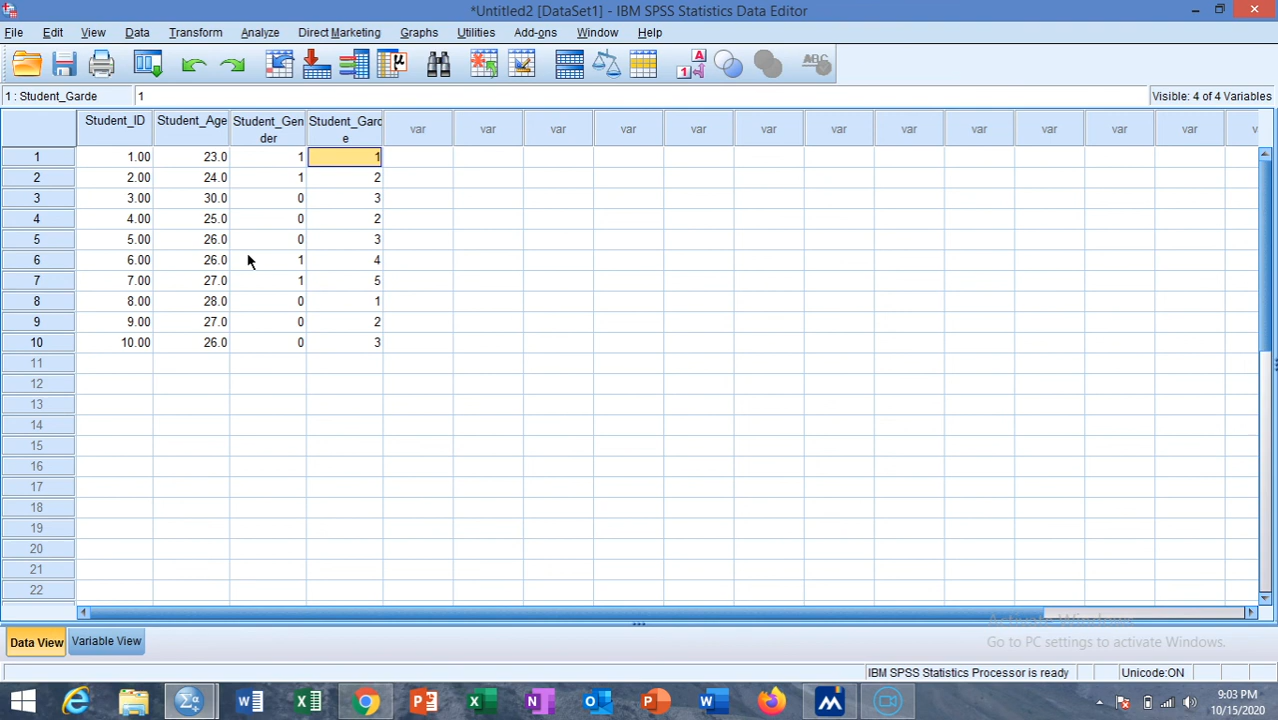 *Untitled2 [DataSet1] - IBM SPSS Statistics Data Editor
File Edit View Data Transform Analyze Direct Marketing Graphs Utilities Add-ons Window Help
1 : Student_Garde 1 Visible: 4 of 4 Variables
Student_ID Student_Age Student_Gen Student_Gard var var var var var var var var var var var var
der e
1 1.00 23.0 1 1
2 2.00 24.0 1 2
3 3.00 30.0 0 3
4 4.00 25.0 0 2
5 5.00 26.0 0 3
6 6.00 26.0 1 4
7 7.00 27.0 1 5
8 8.00 28.0 0 1
9 9.00 27.0 0 2
10 10.00 26.0 0 3
11
12
13
14
15
16
17
18
19
20
21
22
Activate Windows
Go to PC settings to activate Windows.
Data View Variable View
IBM SPSS Statistics Processor is ready Unicode:ON
9:03 PM
10/15/2020